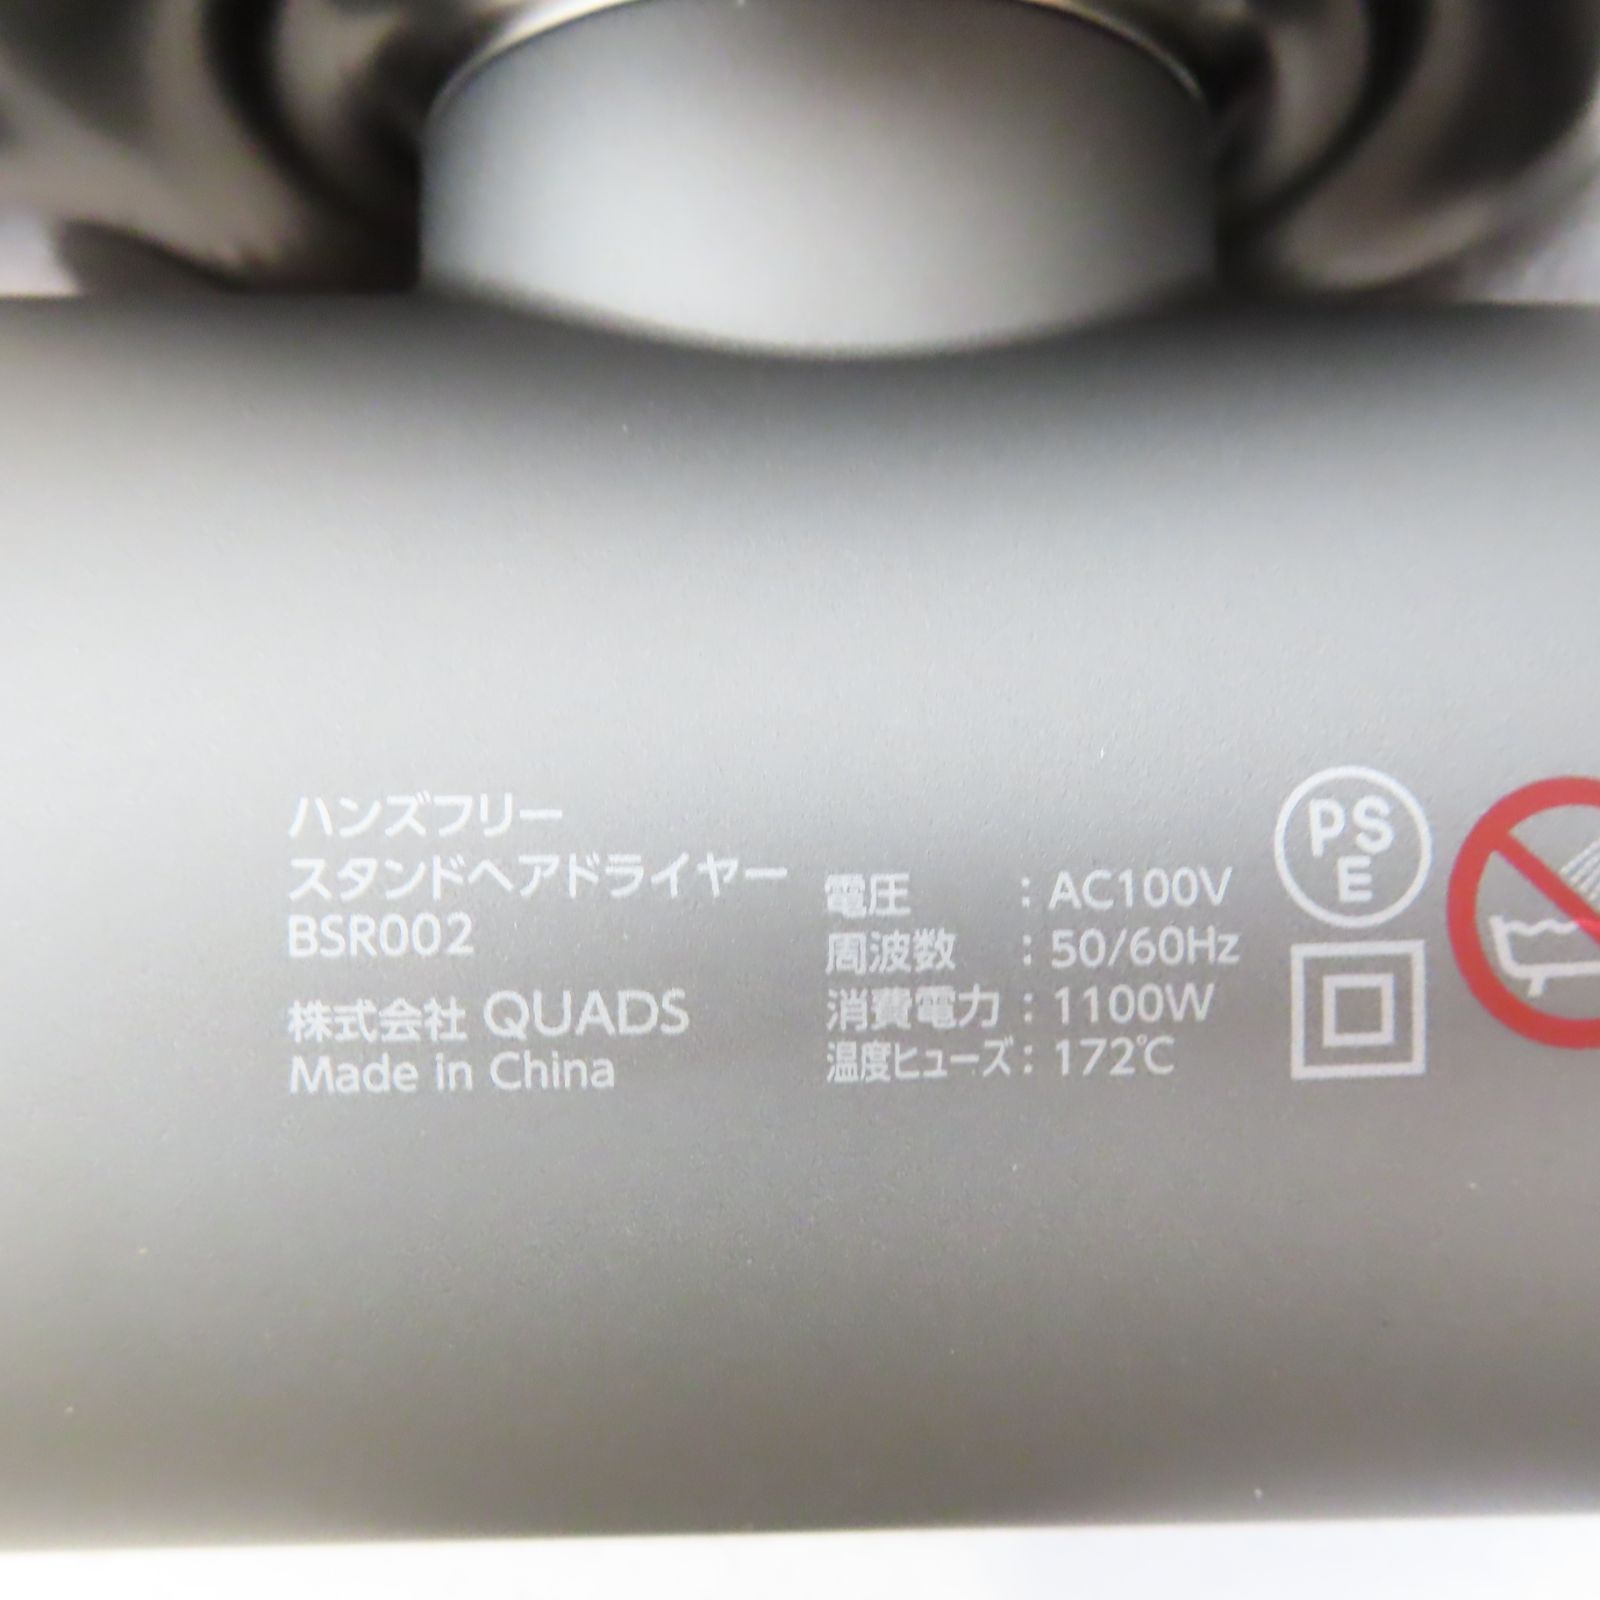 ハンズフリー
スタンドヘアドライヤー
BSR002
株式会社 QUADS
Made in China
電圧 : AC100V
周波数 : 50/60Hz
消費電力 : 1100W
温度ヒューズ : 172℃
PS
E